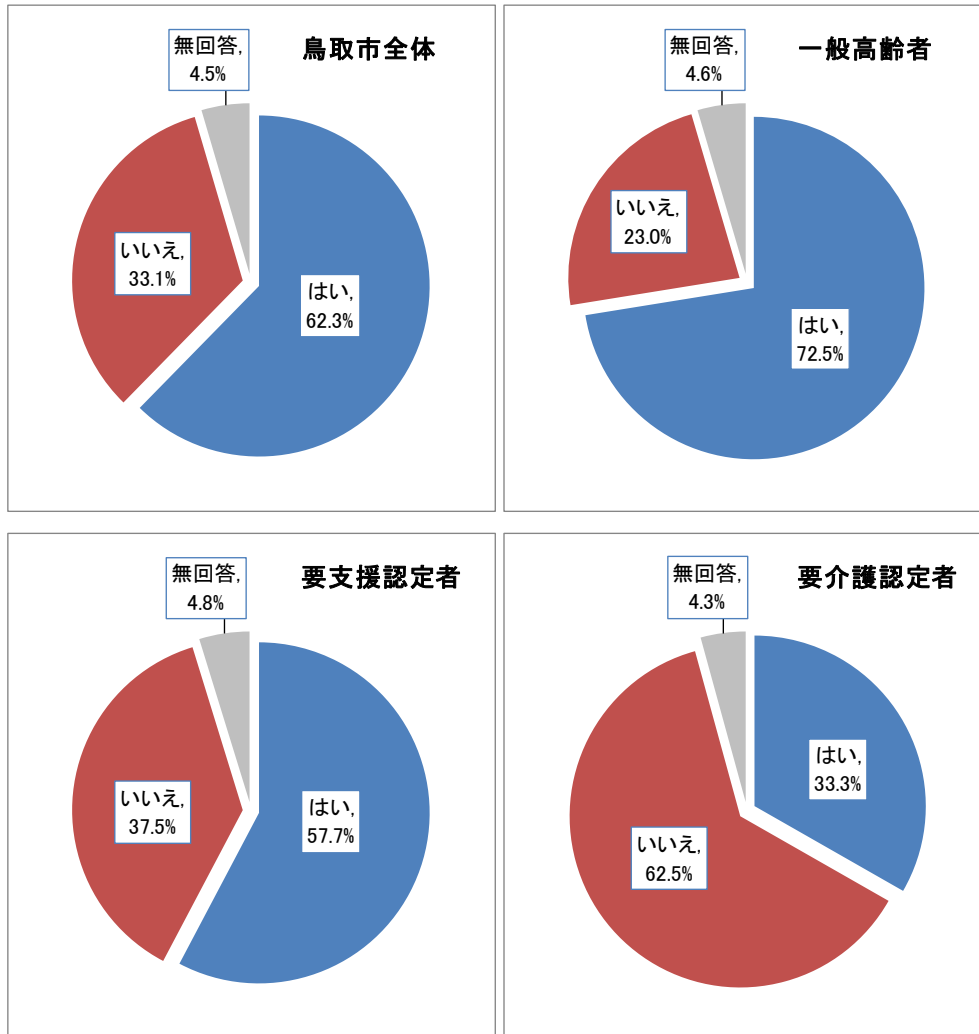 鳥取市全体
無回答,
4.5%
いいえ,
33.1%
はい,
62.3%
一般高齢者
無回答,
4.6%
いいえ,
23.0%
はい,
72.5%
要支援認定者
無回答,
4.8%
いいえ,
37.5%
はい,
57.7%
要介護認定者
無回答,
4.3%
はい,
33.3%
いいえ,
62.5%